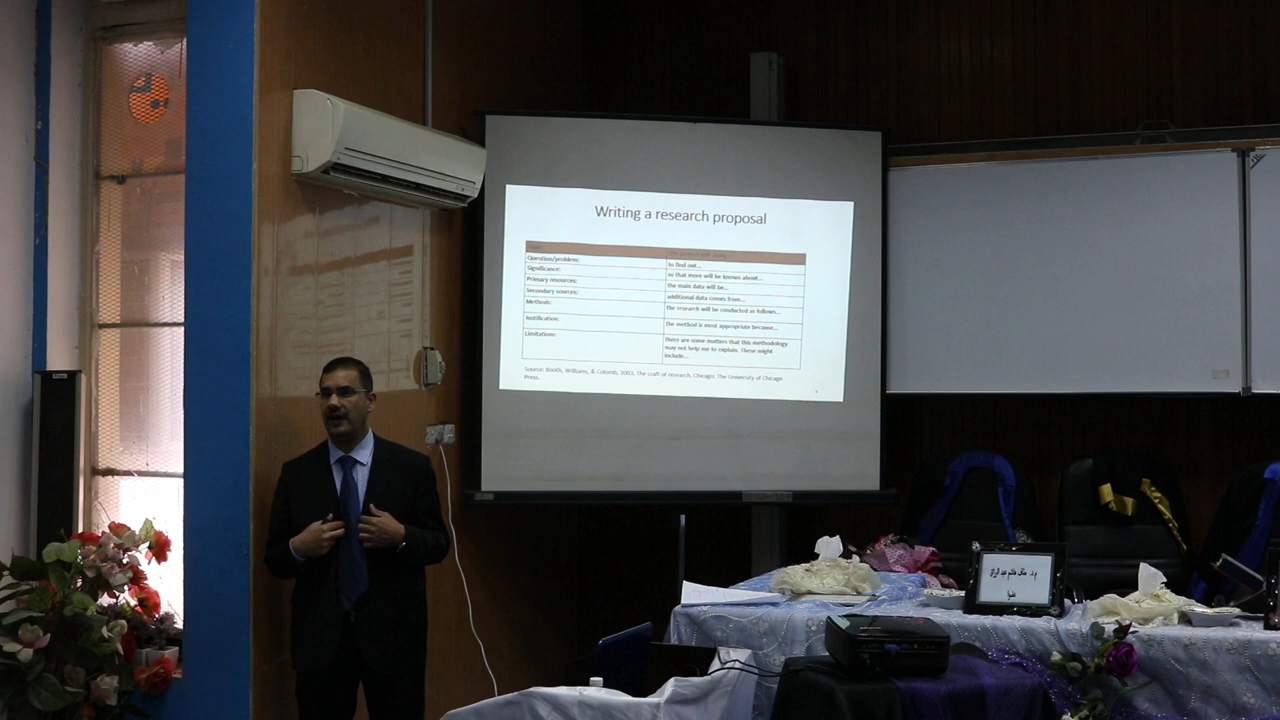 Writing a research proposal
Question/problem: to find out...
Significance: so that more will be known about...
Primary resources: the main data will be...
Secondary sources: additional data comes from...
Methods: the research will be conducted as follows...
Justification: the method is most appropriate because...
Limitations: there are some matters that this methodology
may not help me to explain. These might
include...
Source: Booth, Williams, & Colomb, 2003. The craft of research. Chicago: The University of Chicago
Press.
عضوا